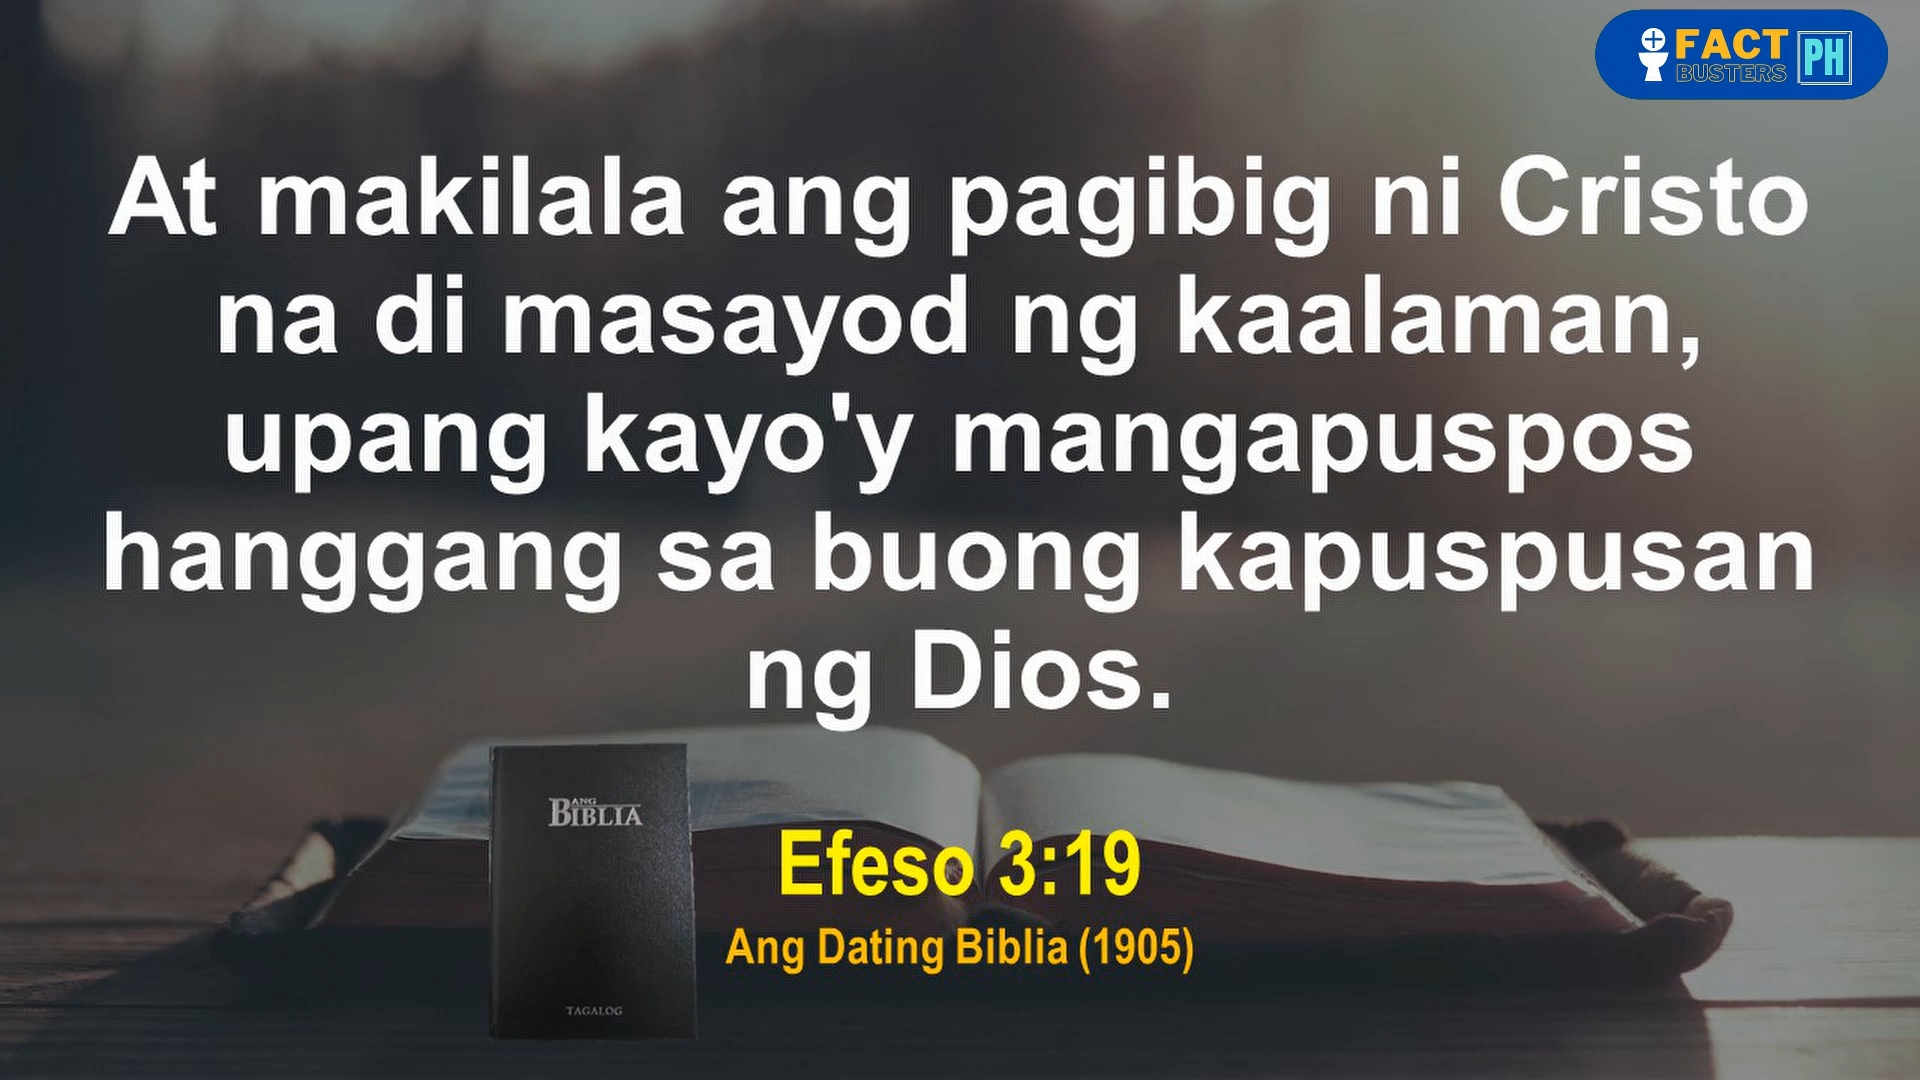 FACT
BUSTERS
PH
At makilala ang pagibig ni Cristo
na di masayod ng kaalaman,
upang kayo'y mangapuspos
hanggang sa buong kapuspusan
ng Dios.
ANG
BIBLIA
TAGALOG
Efeso 3:19
Ang Dating Biblia (1905)